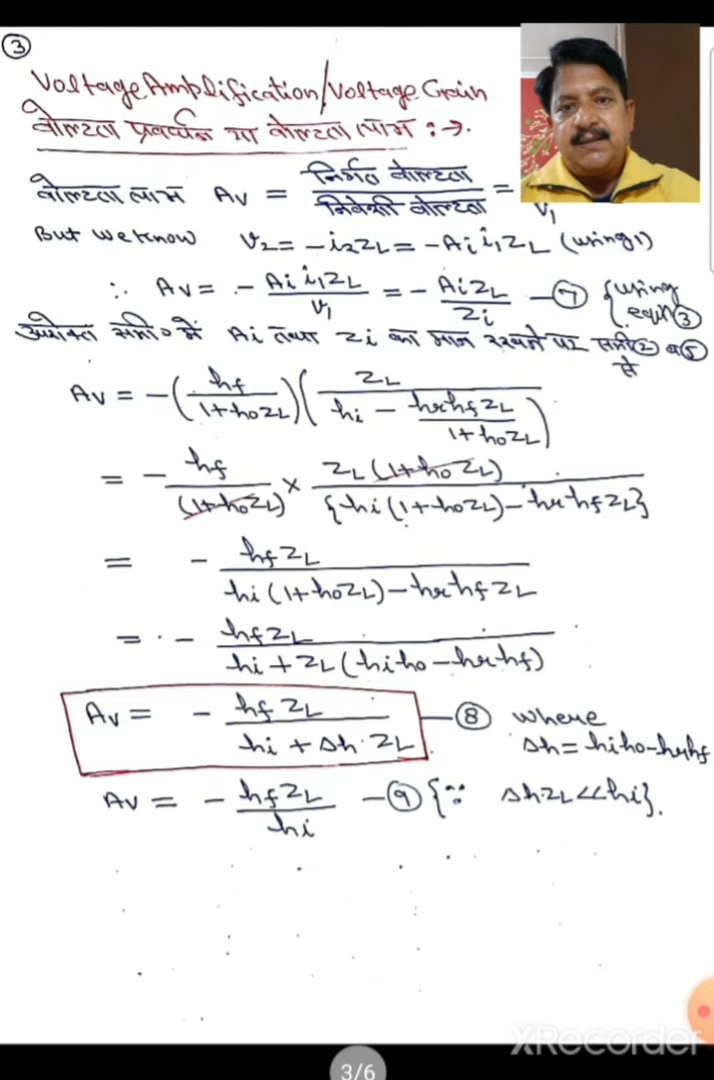 ③
Voltage Amplification/Voltage Gain
वोल्टता प्रवर्धन या वोल्टता लाभ :→.
वोल्टता लाभ Av = निर्गत वोल्टता / निवेशी वोल्टता = / v₁
But we know v₂ = -i₂ZL = -Ai i₁ZL (using 1)
∴ Av = -Ai i₁ZL / v₁ = -AiZL / Zi —⑦ {using eqn ③
उपरोक्त समी० में Ai तथा Zi का मान रखने पर समी② व⑤ से
Av = -(hf / 1+hoZL)(ZL / hi - hrhfZL / 1+hoZL)
= - hf / (1+hoZL) × ZL(1+hoZL) / {hi(1+hoZL)-hrhfZL}
= - hfZL / hi(1+hoZL)-hrhfZL
= - hfZL / hi+ZL(hiho-hrhf)
Av = - hfZL / hi+Δh·ZL —⑧ where Δh=hiho-hrhf
Av = - hfZL / hi —⑨ {∵ ΔhZL<<hi}.
XRecorder
3/6